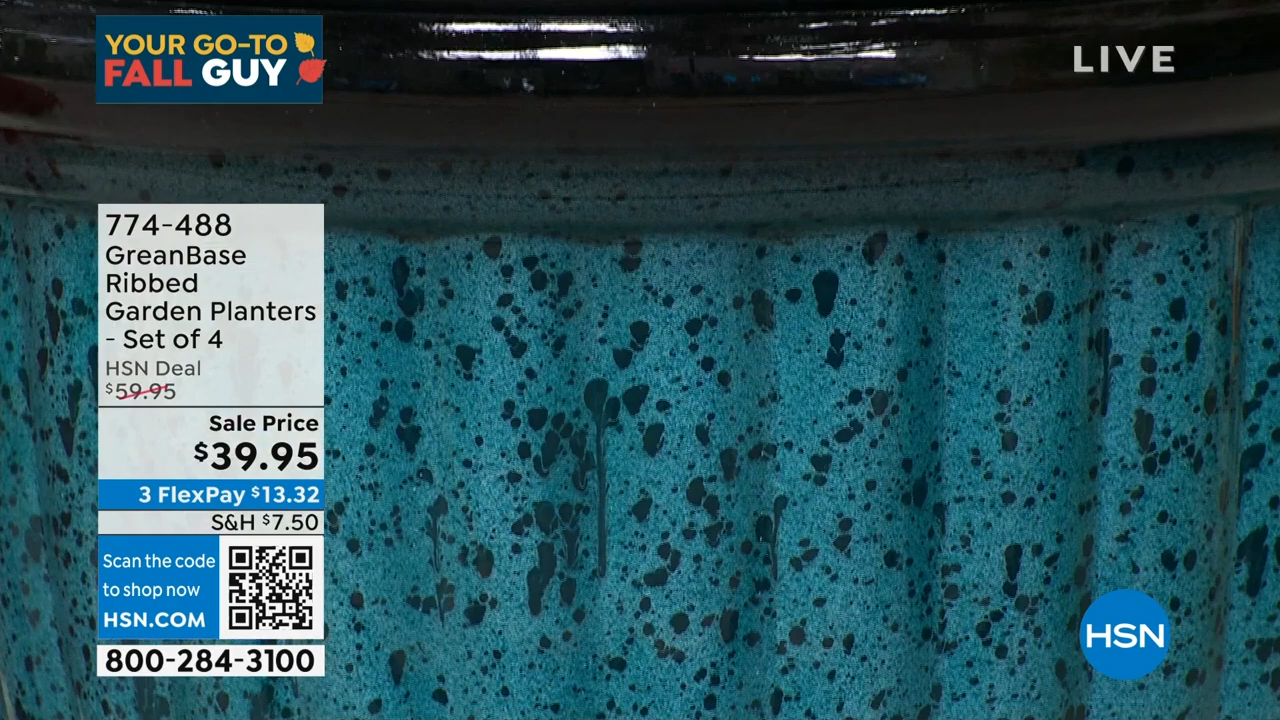 YOUR GO-TO
FALL GUY
LIVE
774-488
GreanBase
Ribbed
Garden Planters
- Set of 4
HSN Deal
$59.95
Sale Price
$39.95
3 FlexPay $13.32
S&H $7.50
Scan the code
to shop now
HSN.COM
800-284-3100
HSN